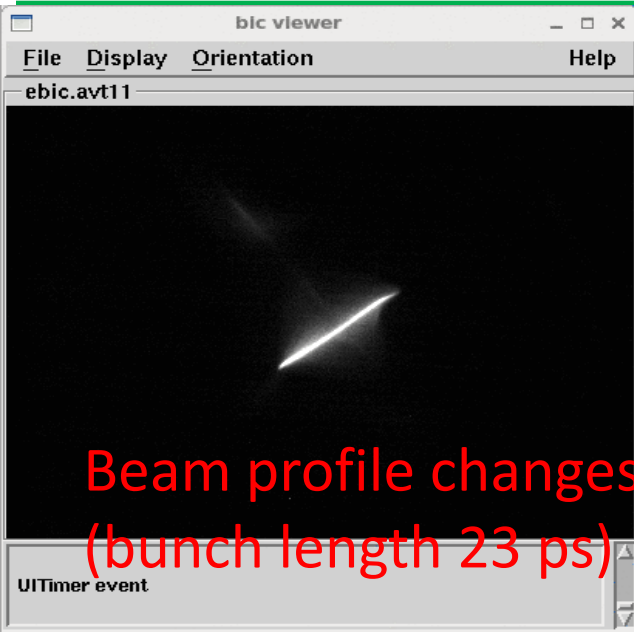 bic viewer
File Display Orientation Help
ebic.avt11
Beam profile changes
(bunch length 23 ps)
UITimer event